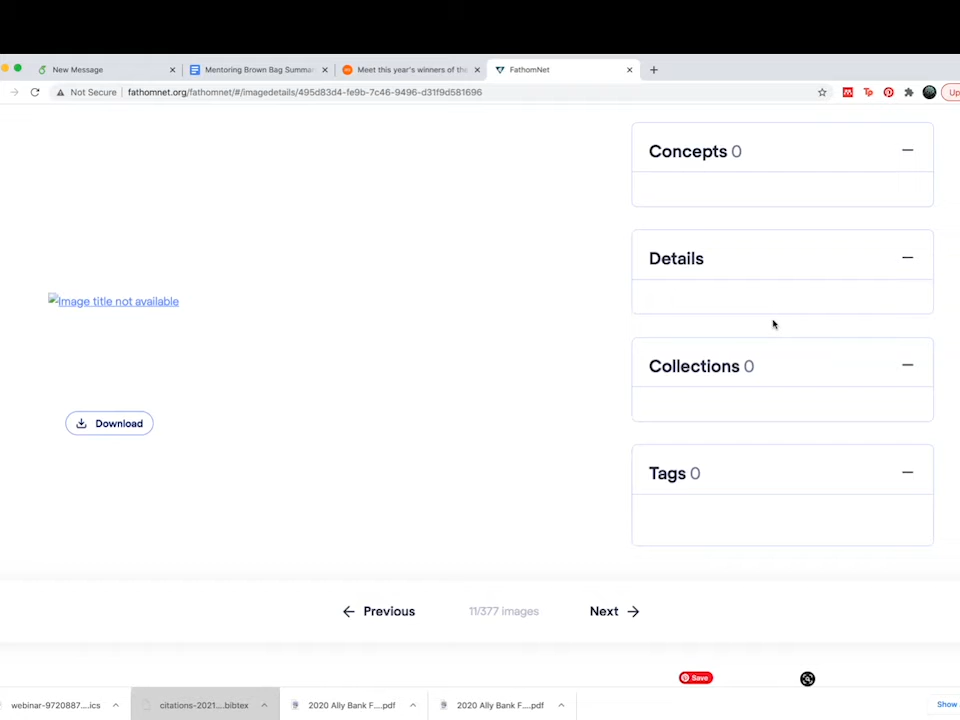 New Message
Mentoring Brown Bag Summar
Meet this year's winners of the
FathomNet
Not Secure
fathomnet.org/fathomnet/#/imagedetails/495d83d4-fe9b-7c46-9496-d31f9d581696
Up
Concepts 0
Details
Image title not available
Collections 0
Download
Tags 0
Previous
11/377 images
Next
Save
webinar-9720887....ics
citations-2021....bibtex
2020 Ally Bank F....pdf
2020 Ally Bank F....pdf
Show